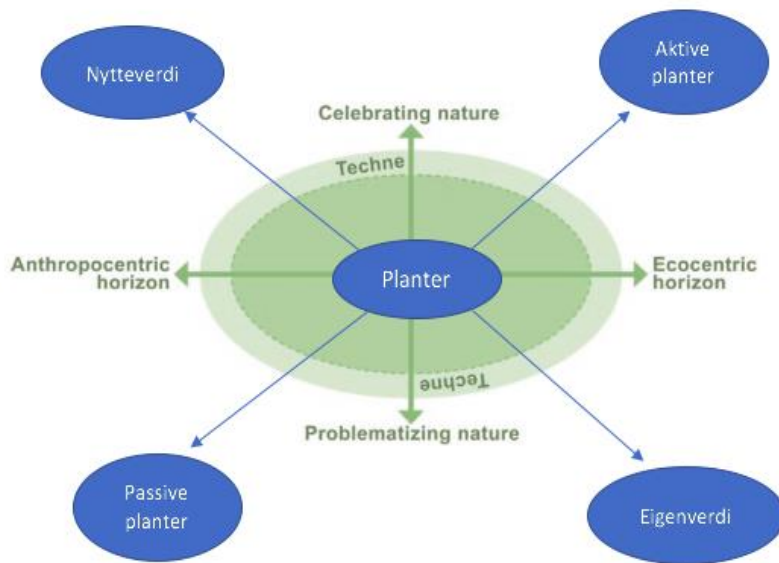 Nytteverdi
Aktive
planter
Celebrating nature
Techne
Anthropocentric
horizon
Planter
Ecocentric
horizon
Techne
Problematizing nature
Passive
planter
Eigenverdi